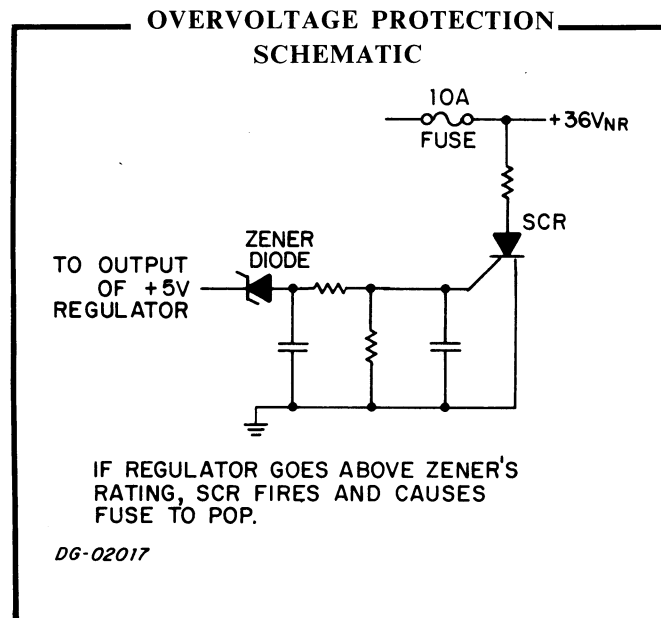 OVERVOLTAGE PROTECTION
SCHEMATIC
10A
FUSE
+36VNR
SCR
ZENER
DIODE
TO OUTPUT
OF +5V
REGULATOR
IF REGULATOR GOES ABOVE ZENER'S
RATING, SCR FIRES AND CAUSES
FUSE TO POP.
DG-02017